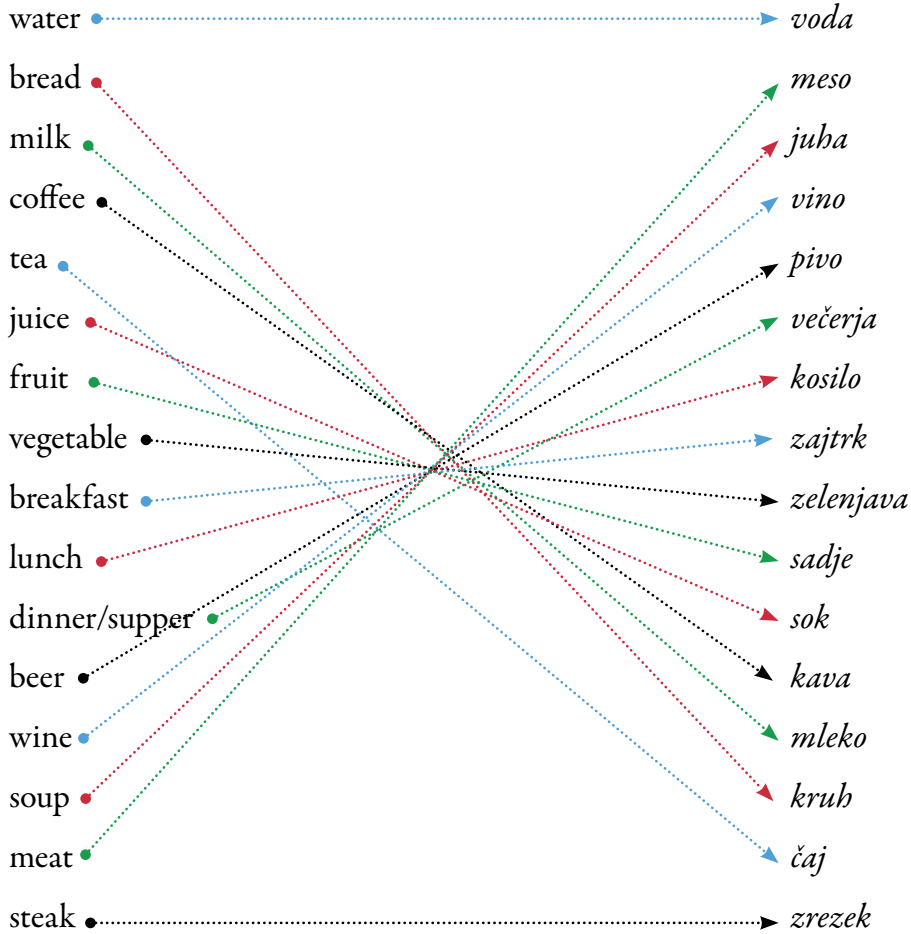 water voda
bread meso
milk juha
coffee vino
tea pivo
juice večerja
fruit kosilo
vegetable zajtrk
breakfast zelenjava
lunch sadje
dinner/supper sok
beer kava
wine mleko
soup kruh
meat čaj
steak zrezek